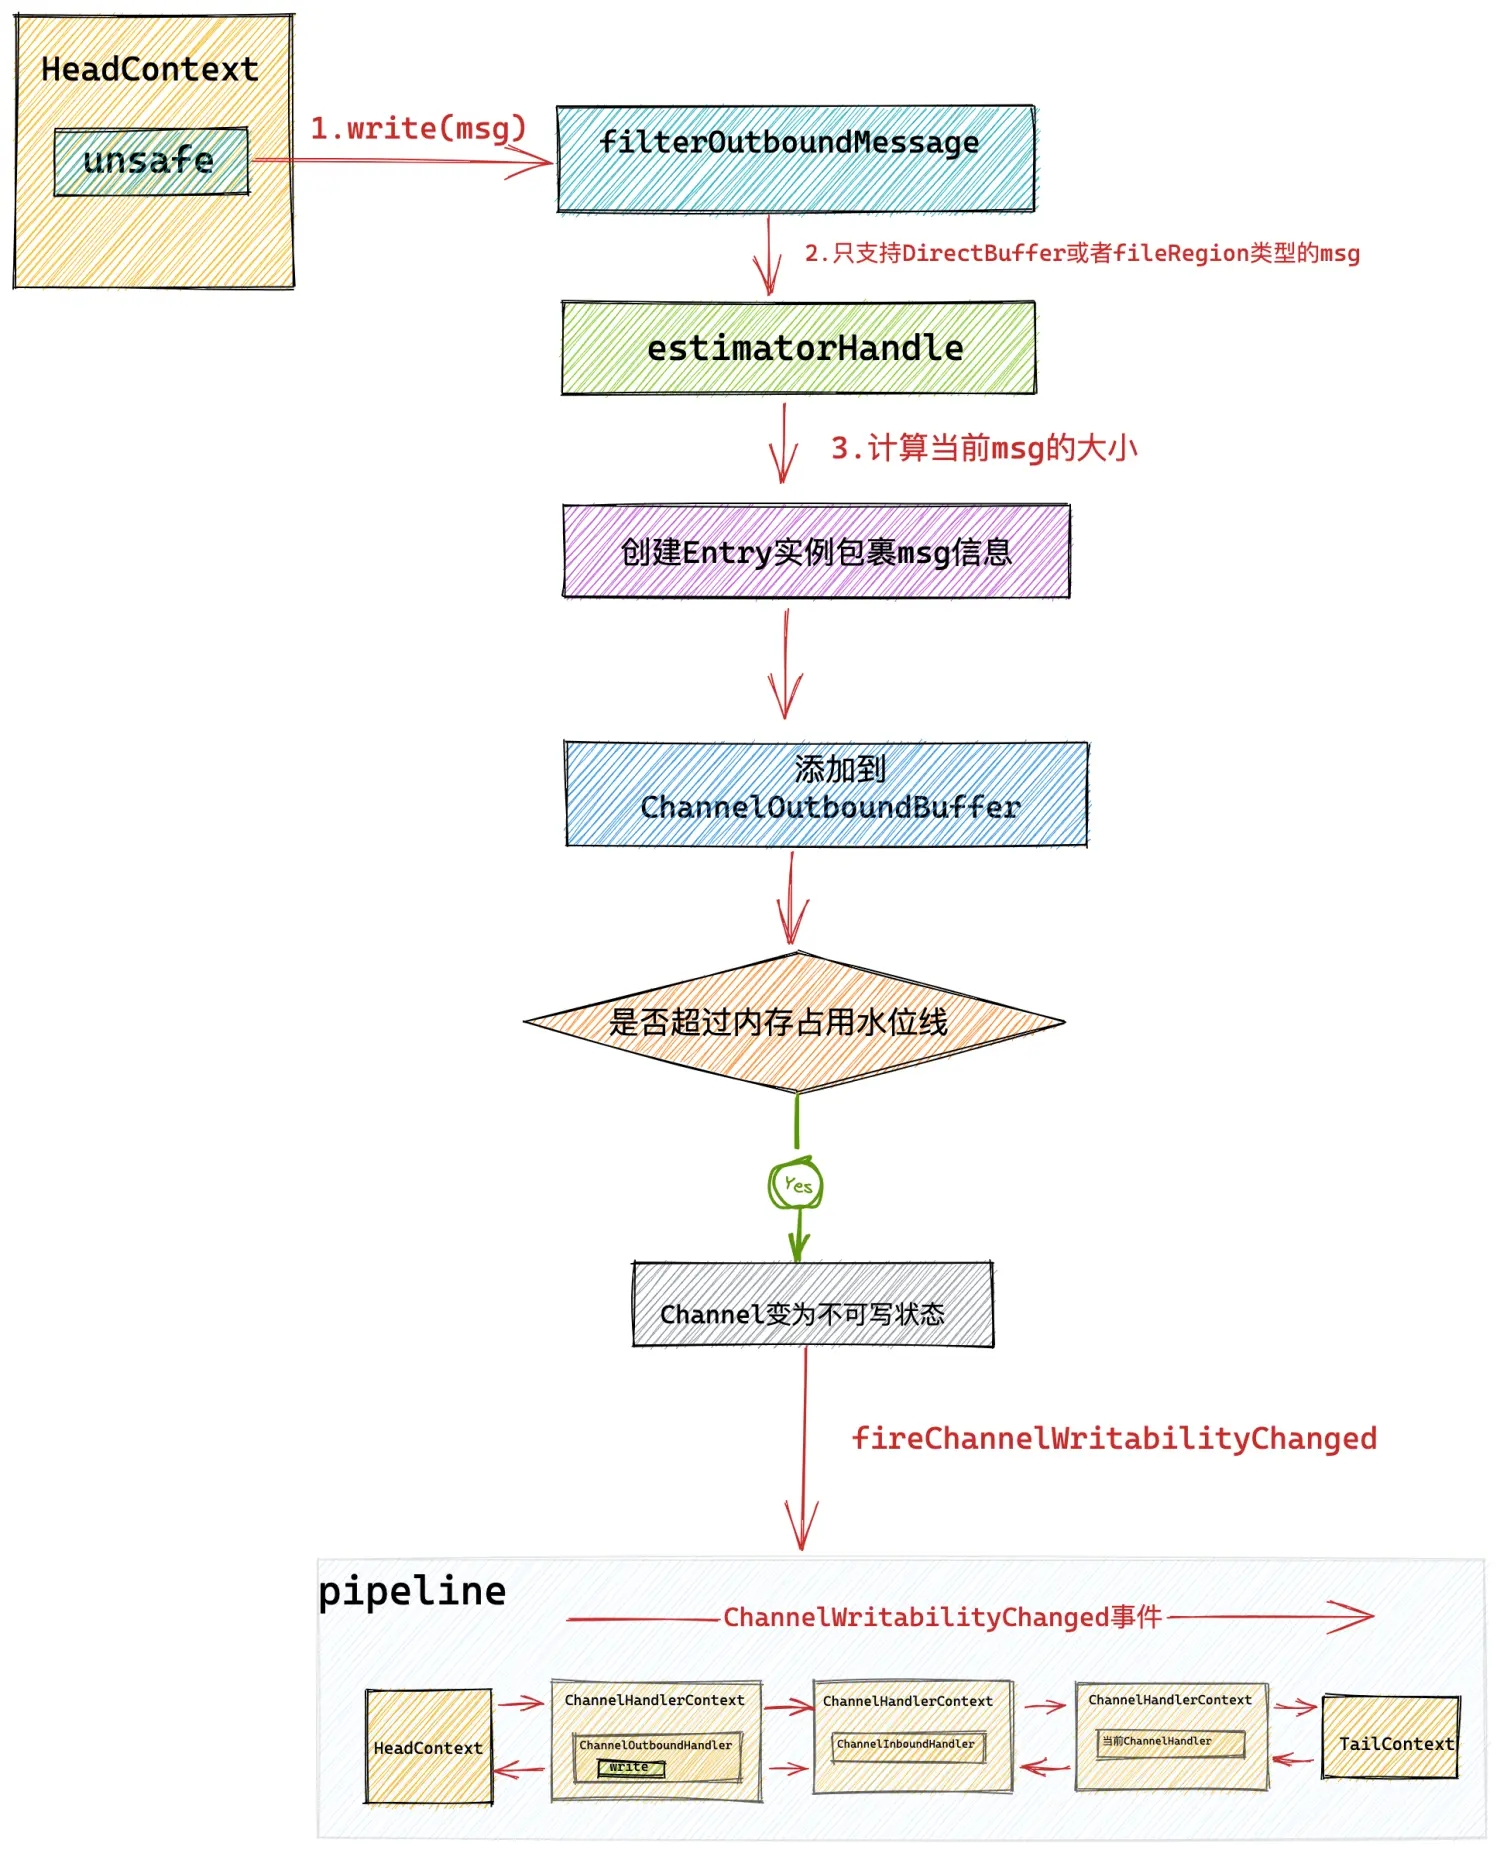 HeadContext
unsafe
1.write(msg)
filterOutboundMessage
2.只支持DirectBuffer或者fileRegion类型的msg
estimatorHandle
3.计算当前msg的大小
创建Entry实例包裹msg信息
添加到
ChannelOutboundBuffer
是否超过内存占用水位线
Yes
Channel变为不可写状态
fireChannelWritabilityChanged
pipeline
ChannelWritabilityChanged事件
HeadContext
ChannelHandlerContext
ChannelOutboundHandler
write
ChannelHandlerContext
ChannelInboundHandler
ChannelHandlerContext
当前ChannelHandler
TailContext